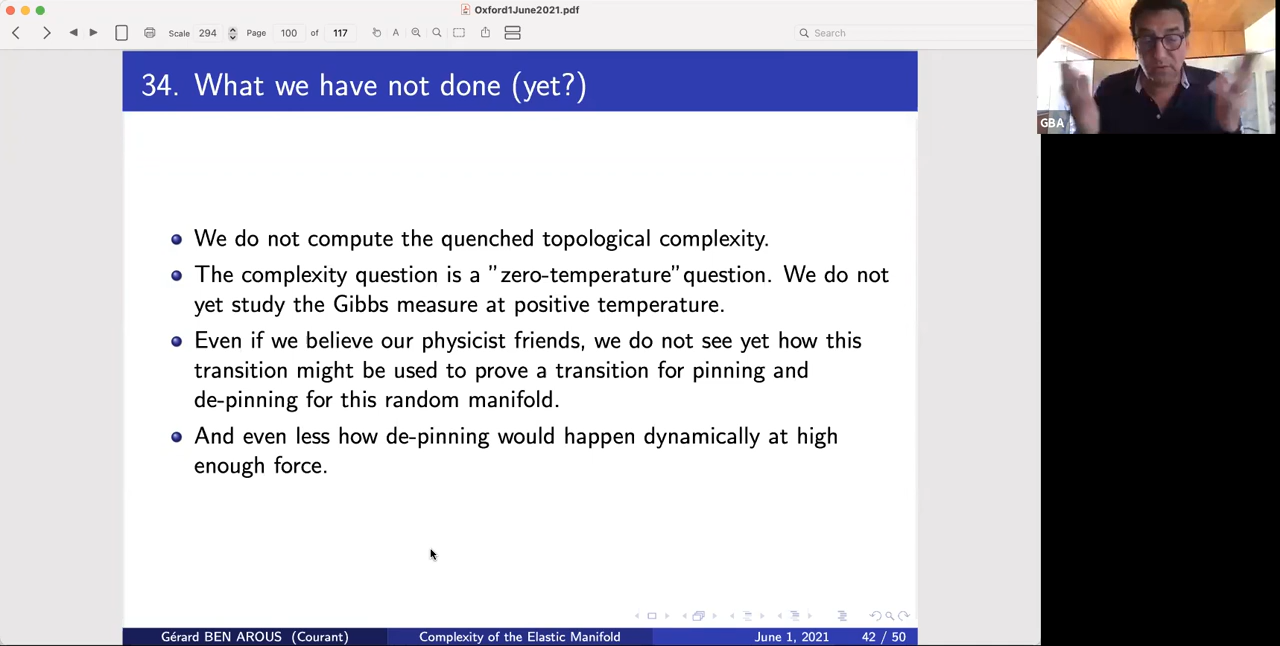 Oxford1June2021.pdf
Scale 294 Page 100 of 117
Search
34. What we have not done (yet?)
GBA
We do not compute the quenched topological complexity.
The complexity question is a ”zero-temperature”question. We do not
yet study the Gibbs measure at positive temperature.
Even if we believe our physicist friends, we do not see yet how this
transition might be used to prove a transition for pinning and
de-pinning for this random manifold.
And even less how de-pinning would happen dynamically at high
enough force.
Gérard BEN AROUS (Courant) Complexity of the Elastic Manifold June 1, 2021 42 / 50